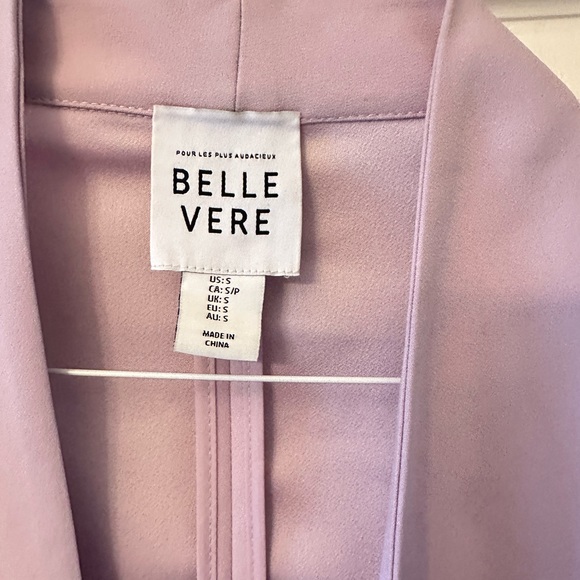 POUR LES PLUS AUDACIEUX
BELLE
VERE
US: S
CA: S/P
UK: S
EU: S
AU: S
MADE IN
CHINA